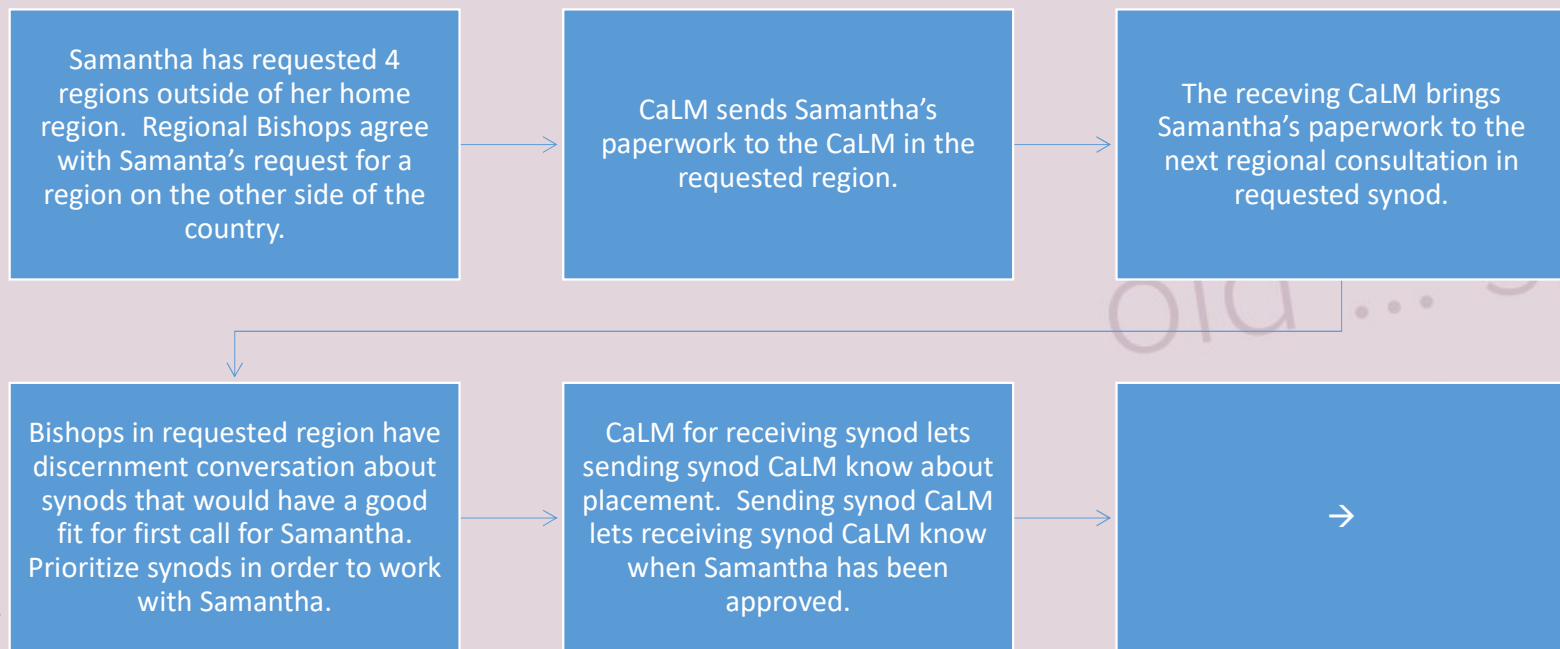 Samantha has requested 4
regions outside of her home
region.  Regional Bishops agree
with Samanta’s request for a
region on the other side of the
country.
CaLM sends Samantha’s
paperwork to the CaLM in the
requested region.
The receving CaLM brings
Samantha’s paperwork to the
next regional consultation in
requested synod.
old ...
Bishops in requested region have
discernment conversation about
synods that would have a good
fit for first call for Samantha.
Prioritize synods in order to work
with Samantha.
CaLM for receiving synod lets
sending synod CaLM know about
placement.  Sending synod CaLM
lets receiving synod CaLM know
when Samantha has been
approved.
→